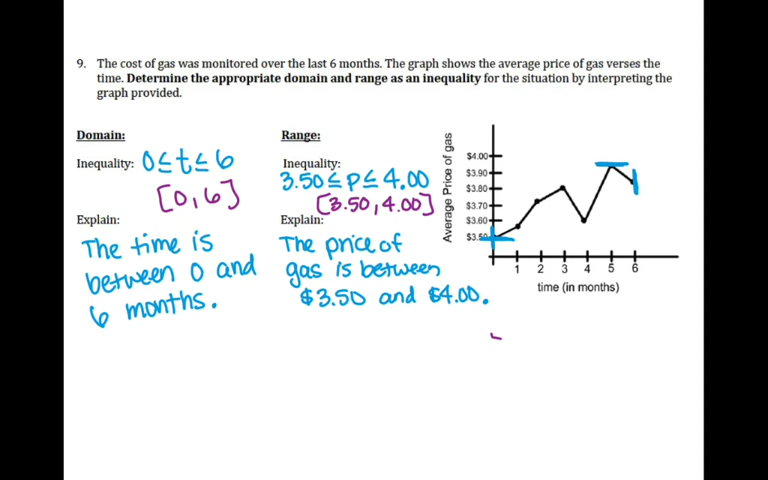 9. The cost of gas was monitored over the last 6 months. The graph shows the average price of gas verses the
time. Determine the appropriate domain and range as an inequality for the situation by interpreting the
graph provided.
Domain:
Inequality: 0≤t≤6
[0,6]
Explain:
The time is
between 0 and
6 months.
Range:
Inequality:
3.50≤p≤4.00
[3.50,4.00]
Explain:
The price of
gas is between
$3.50 and $4.00.
Average Price of gas
$4.00
$3.90
$3.80
$3.70
$3.60
$3.50
1 2 3 4 5 6
time (in months)